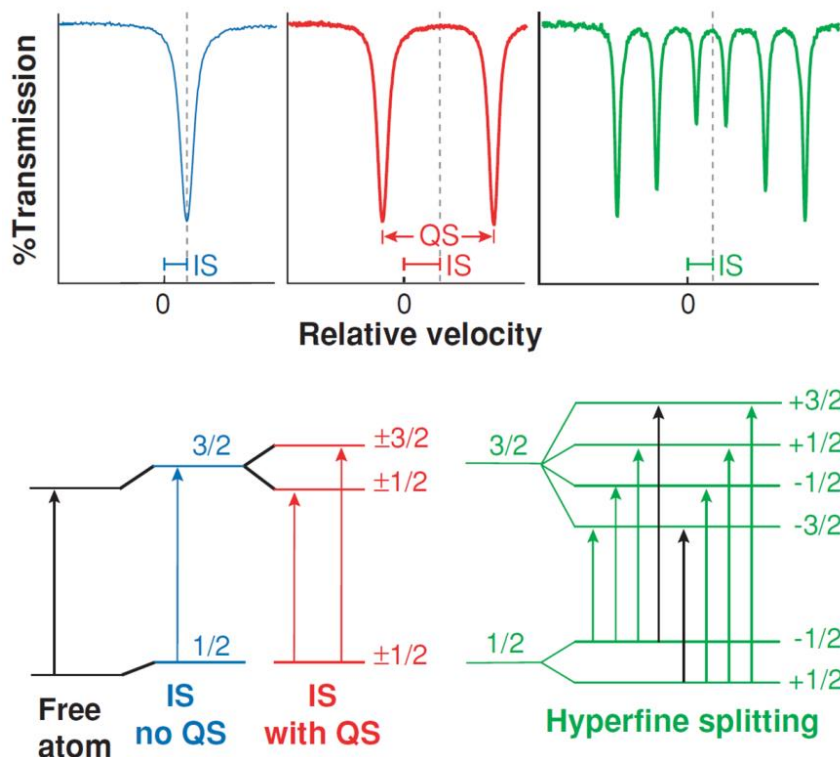 %Transmission
IS
QS
IS
IS
0
0
0
Relative velocity
3/2
±3/2
±1/2
1/2
±1/2
Free
atom
IS
no QS
IS
with QS
3/2
+3/2
+1/2
-1/2
-3/2
1/2
-1/2
+1/2
Hyperfine splitting